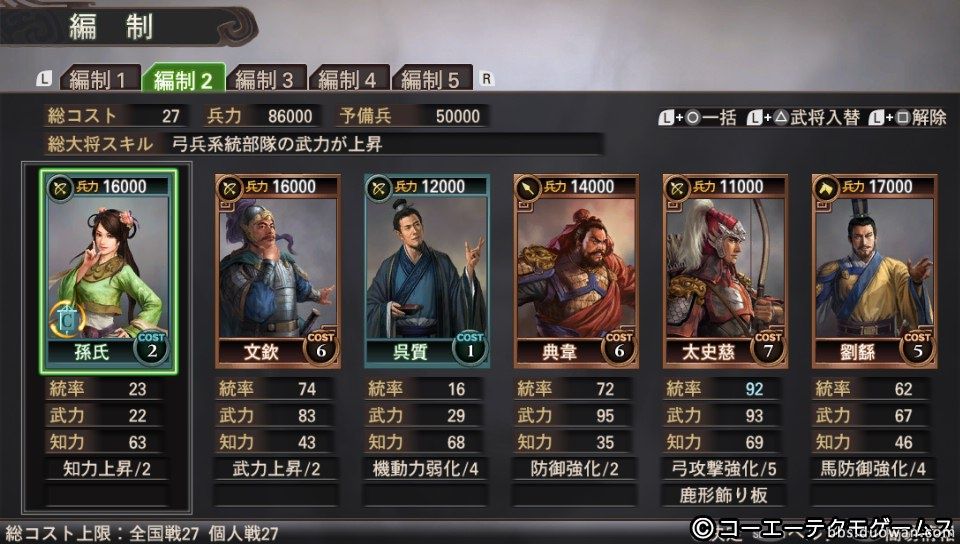 編制
L 編制1 編制2 編制3 編制4 編制5 R
総コスト 27 兵力 86000 予備兵 50000
L+○一括 L+△武将入替 L+□解除
総大将スキル 弓兵系統部隊の武力が上昇
兵力 16000 兵力 16000 兵力 12000 兵力 14000 兵力 11000 兵力 17000
COST COST COST COST COST COST
孫氏 2 文欽 6 呉質 1 典韋 6 太史慈 7 劉繇 5
統率 23 統率 74 統率 16 統率 72 統率 92 統率 62
武力 22 武力 83 武力 29 武力 95 武力 93 武力 67
知力 63 知力 43 知力 68 知力 35 知力 69 知力 46
知力上昇/2 武力上昇/2 機動力弱化/4 防御強化/2 弓攻撃強化/5 馬防御強化/4
鹿形飾り板
総コスト上限：全国戦27 個人戦27
©コーエーテクモゲームス
bbs.duowan.com